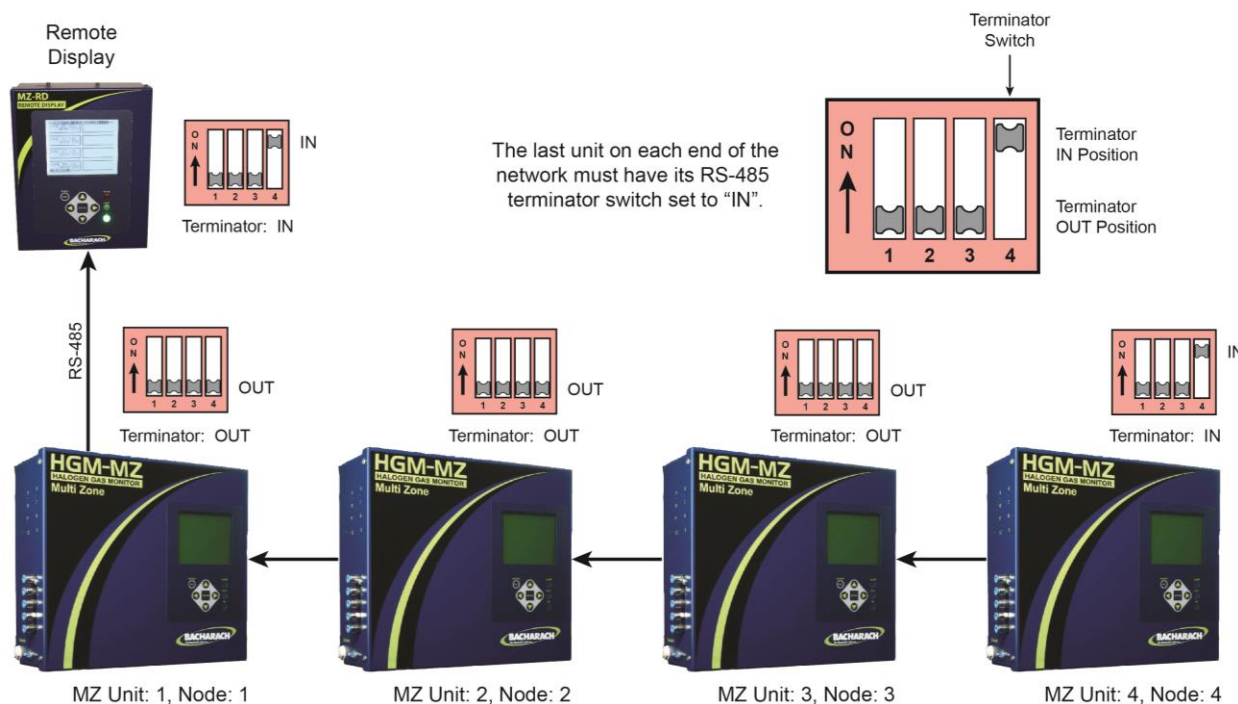 Remote
Display
MZ-RD
REMOTE DISPLAY
BACHARACH
ON
1 2 3 4
IN
Terminator: IN
The last unit on each end of the
network must have its RS-485
terminator switch set to “IN”.
Terminator
Switch
ON
1 2 3 4
Terminator
IN Position
Terminator
OUT Position
RS-485
ON
1 2 3 4
OUT
Terminator: OUT
ON
1 2 3 4
OUT
Terminator: OUT
ON
1 2 3 4
OUT
Terminator: OUT
ON
1 2 3 4
IN
Terminator: IN
HGM-MZ
HALOGEN GAS MONITOR
Multi Zone
BACHARACH
HGM-MZ
HALOGEN GAS MONITOR
Multi Zone
BACHARACH
HGM-MZ
HALOGEN GAS MONITOR
Multi Zone
BACHARACH
HGM-MZ
HALOGEN GAS MONITOR
Multi Zone
BACHARACH
MZ Unit: 1, Node: 1
MZ Unit: 2, Node: 2
MZ Unit: 3, Node: 3
MZ Unit: 4, Node: 4